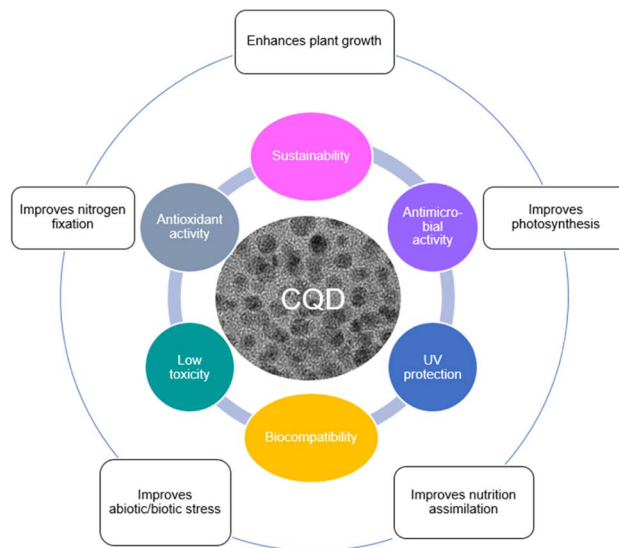 Enhances plant growth
Sustainability
Improves nitrogen
fixation
Antioxidant
activity
Antimicro-
bial
activity
Improves
photosynthesis
CQD
Low
toxicity
UV
protection
Biocompatibility
Improves
abiotic/biotic stress
Improves nutrition
assimilation